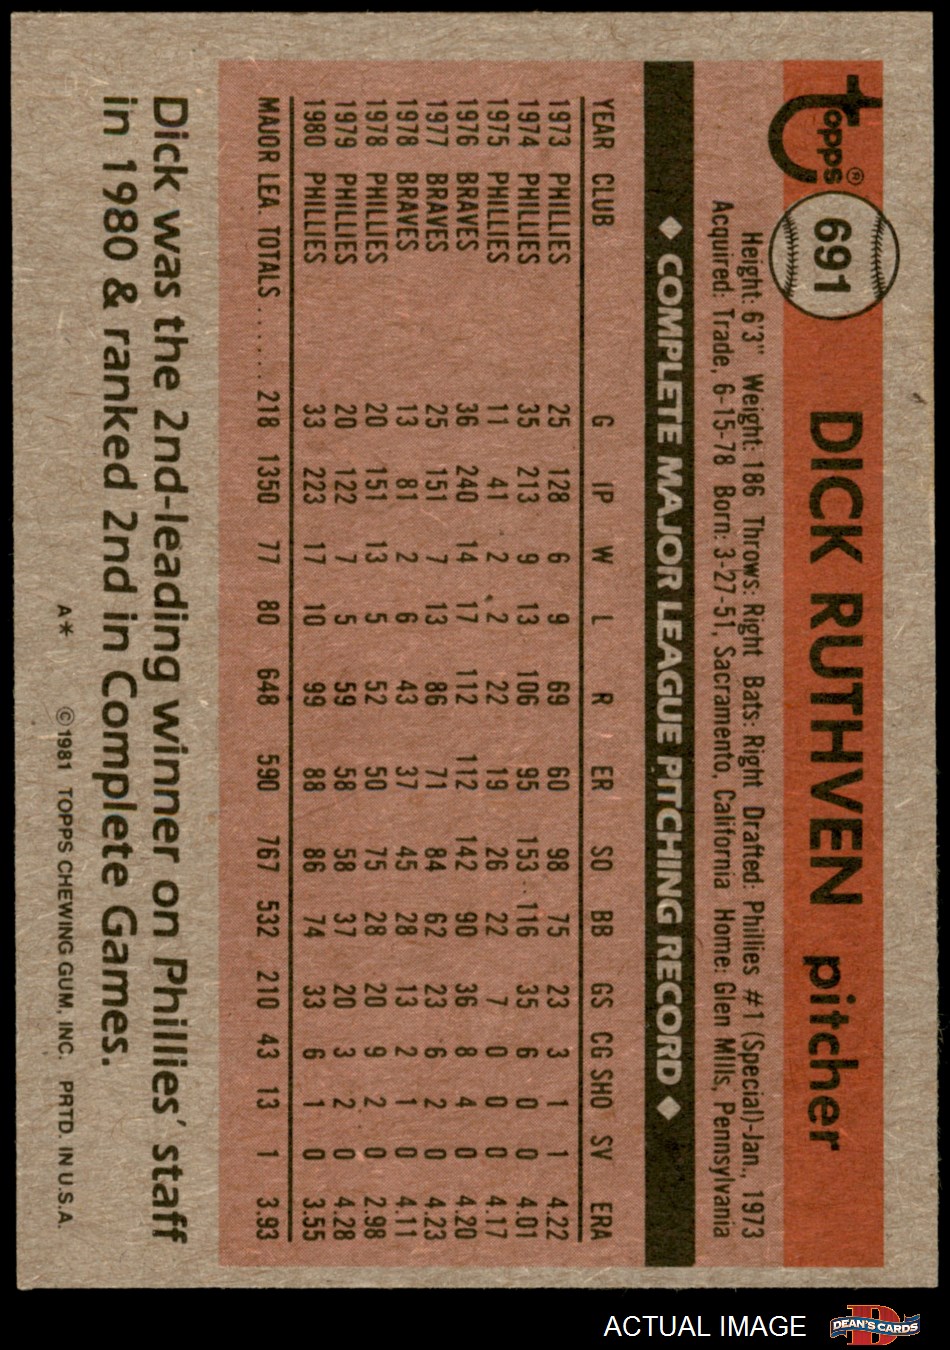 Topps®
691 DICK RUTHVEN pitcher
Height: 6'3" Weight: 186 Throws: Right Bats: Right Drafted: Phillies #1 (Special)-Jan., 1973
Acquired: Trade, 6-15-78 Born: 3-27-51, Sacramento, California Home: Glen Mills, Pennsylvania
◆ COMPLETE MAJOR LEAGUE PITCHING RECORD ◆
YEAR CLUB G IP W L R ER SO BB GS CG SHO SV ERA
1973 PHILLIES 25 128 6 9 69 60 98 75 23 3 1 1 4.22
1974 PHILLIES 35 213 9 13 106 95 153 116 35 6 0 0 4.01
1975 PHILLIES 11 41 2 2 22 19 26 22 7 0 0 0 4.17
1976 BRAVES 36 240 14 17 112 112 142 90 36 8 4 0 4.20
1977 BRAVES 25 151 7 13 86 71 84 62 23 6 2 0 4.23
1978 BRAVES 13 81 2 6 43 37 45 28 13 2 1 0 4.11
1978 PHILLIES 20 151 13 5 52 50 75 28 20 9 2 0 2.98
1979 PHILLIES 20 122 7 5 59 58 58 37 20 3 2 0 4.28
1980 PHILLIES 33 223 17 10 99 88 86 74 33 6 1 0 3.55
MAJOR LEA. TOTALS...... 218 1350 77 80 648 590 767 532 210 43 13 1 3.93
Dick was the 2nd-leading winner on Phillies' staff
in 1980 & ranked 2nd in Complete Games.
A* ©1981 TOPPS CHEWING GUM, INC. PRTD. IN U.S.A.
ACTUAL IMAGE D DEAN'S CARDS